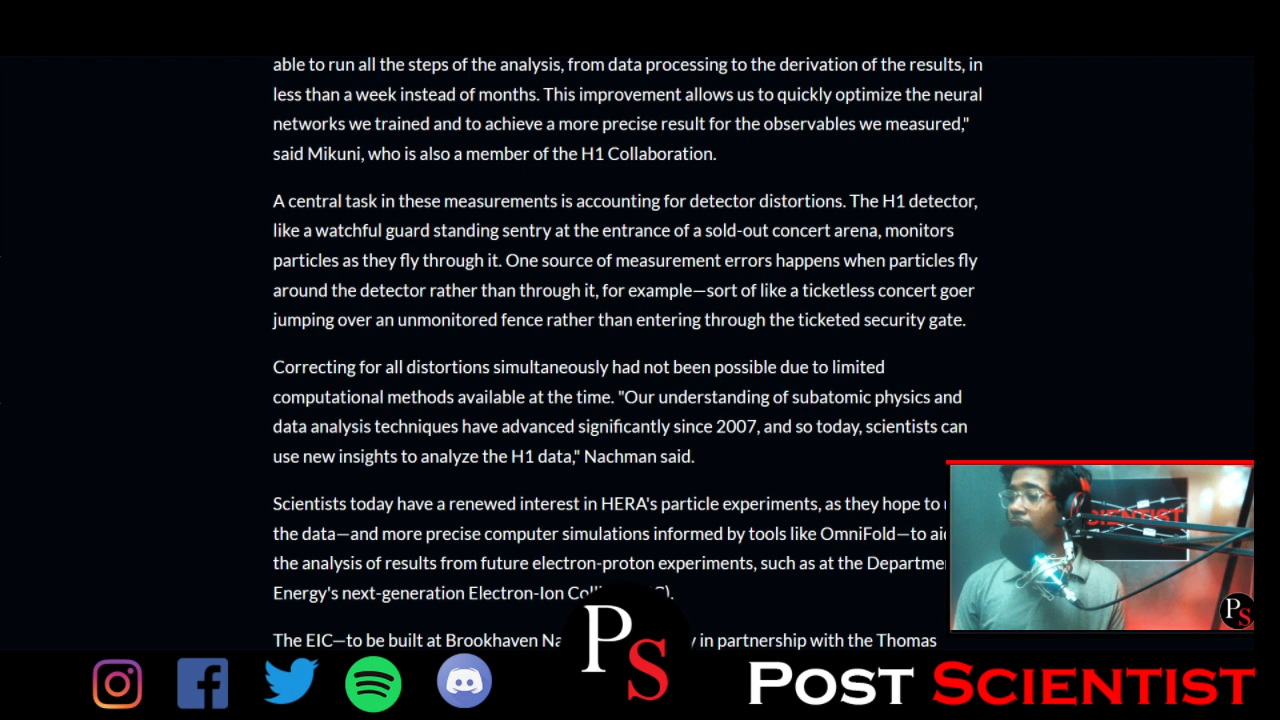 able to run all the steps of the analysis, from data processing to the derivation of the results, in
less than a week instead of months. This improvement allows us to quickly optimize the neural
networks we trained and to achieve a more precise result for the observables we measured,"
said Mikuni, who is also a member of the H1 Collaboration.
A central task in these measurements is accounting for detector distortions. The H1 detector,
like a watchful guard standing sentry at the entrance of a sold-out concert arena, monitors
particles as they fly through it. One source of measurement errors happens when particles fly
around the detector rather than through it, for example—sort of like a ticketless concert goer
jumping over an unmonitored fence rather than entering through the ticketed security gate.
Correcting for all distortions simultaneously had not been possible due to limited
computational methods available at the time. "Our understanding of subatomic physics and
data analysis techniques have advanced significantly since 2007, and so today, scientists can
use new insights to analyze the H1 data," Nachman said.
Scientists today have a renewed interest in HERA's particle experiments, as they hope to
the data—and more precise computer simulations informed by tools like OmniFold—to
the analysis of results from future electron-proton experiments, such as at the
Energy's next-generation Electron-Ion
The EIC—to be built at Brookhaven in partnership with the Thomas
SCIENTIST
PS
PS
POST SCIENTIST